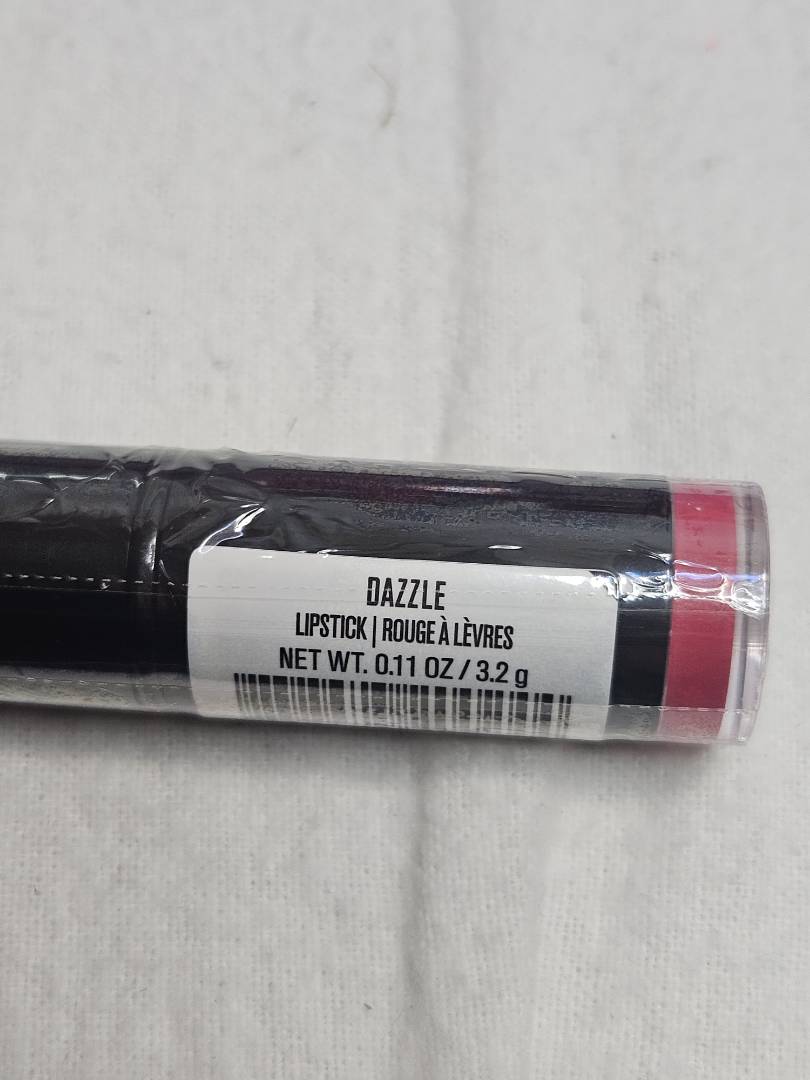 DAZZLE
LIPSTICK | ROUGE À LÈVRES
NET WT. 0.11 OZ / 3.2 g